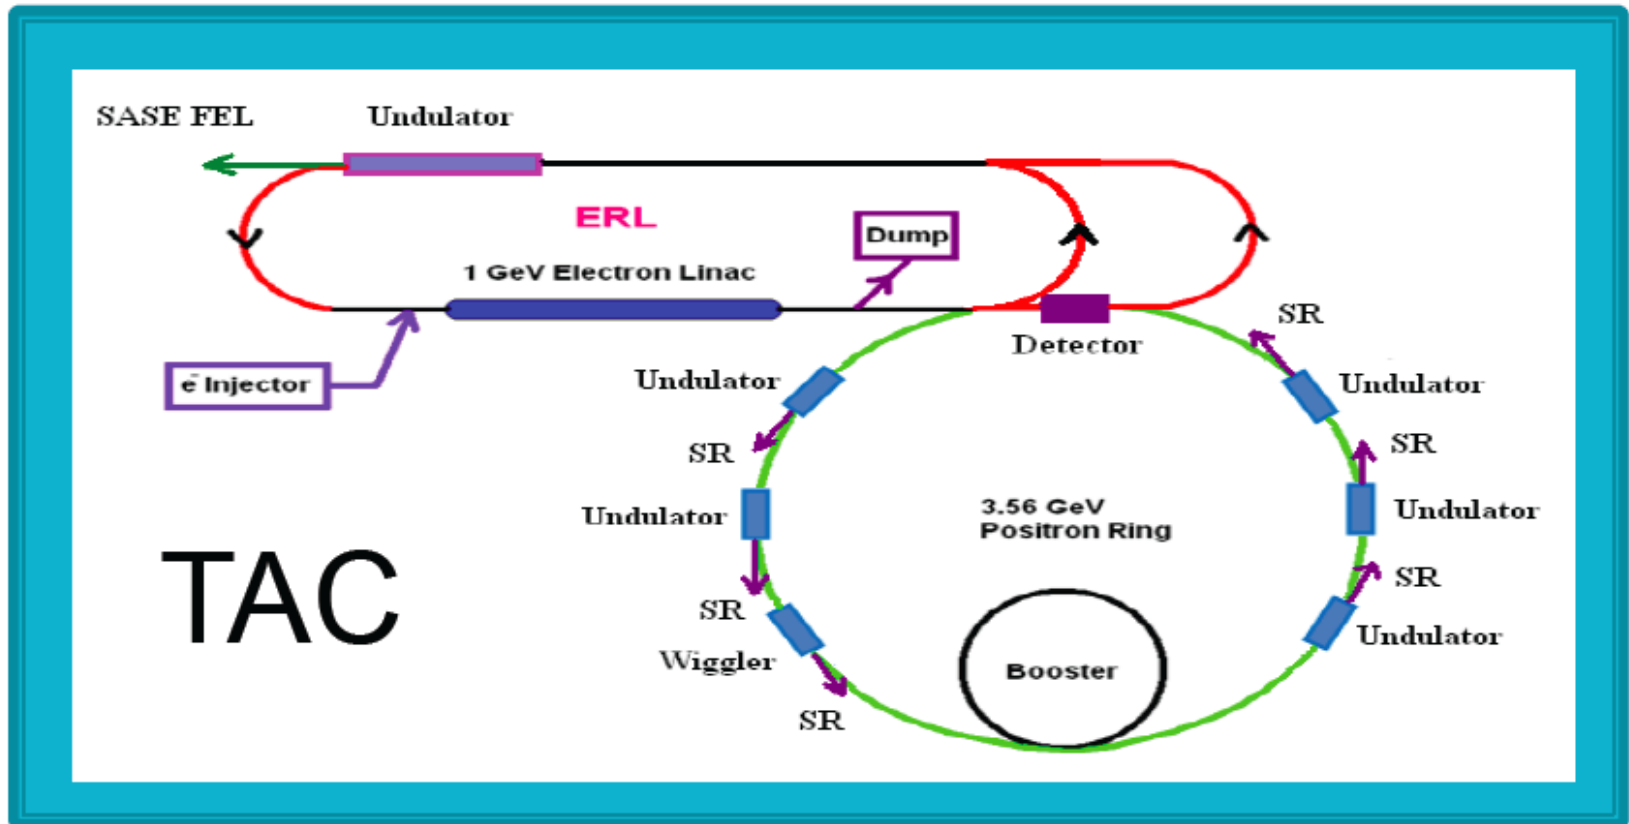 SASE FEL
Undulator
ERL
Dump
1 GeV Electron Linac
SR
Detector
e⁻ Injector
Undulator
Undulator
SR
SR
Undulator
3.56 GeV
Positron Ring
Undulator
TAC
SR
SR
Undulator
Wiggler
Booster
SR